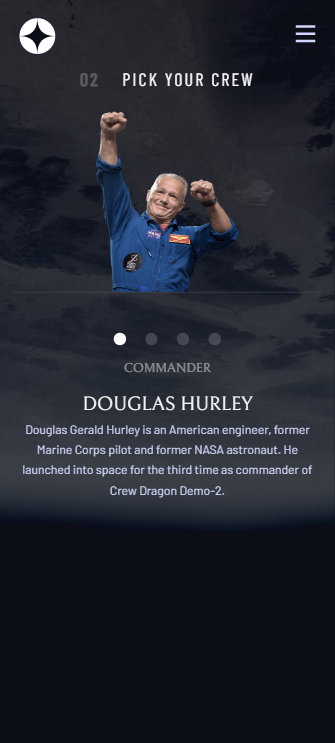 02 PICK YOUR CREW
COMMANDER
DOUGLAS HURLEY
Douglas Gerald Hurley is an American engineer, former
Marine Corps pilot and former NASA astronaut. He
launched into space for the third time as commander of
Crew Dragon Demo-2.